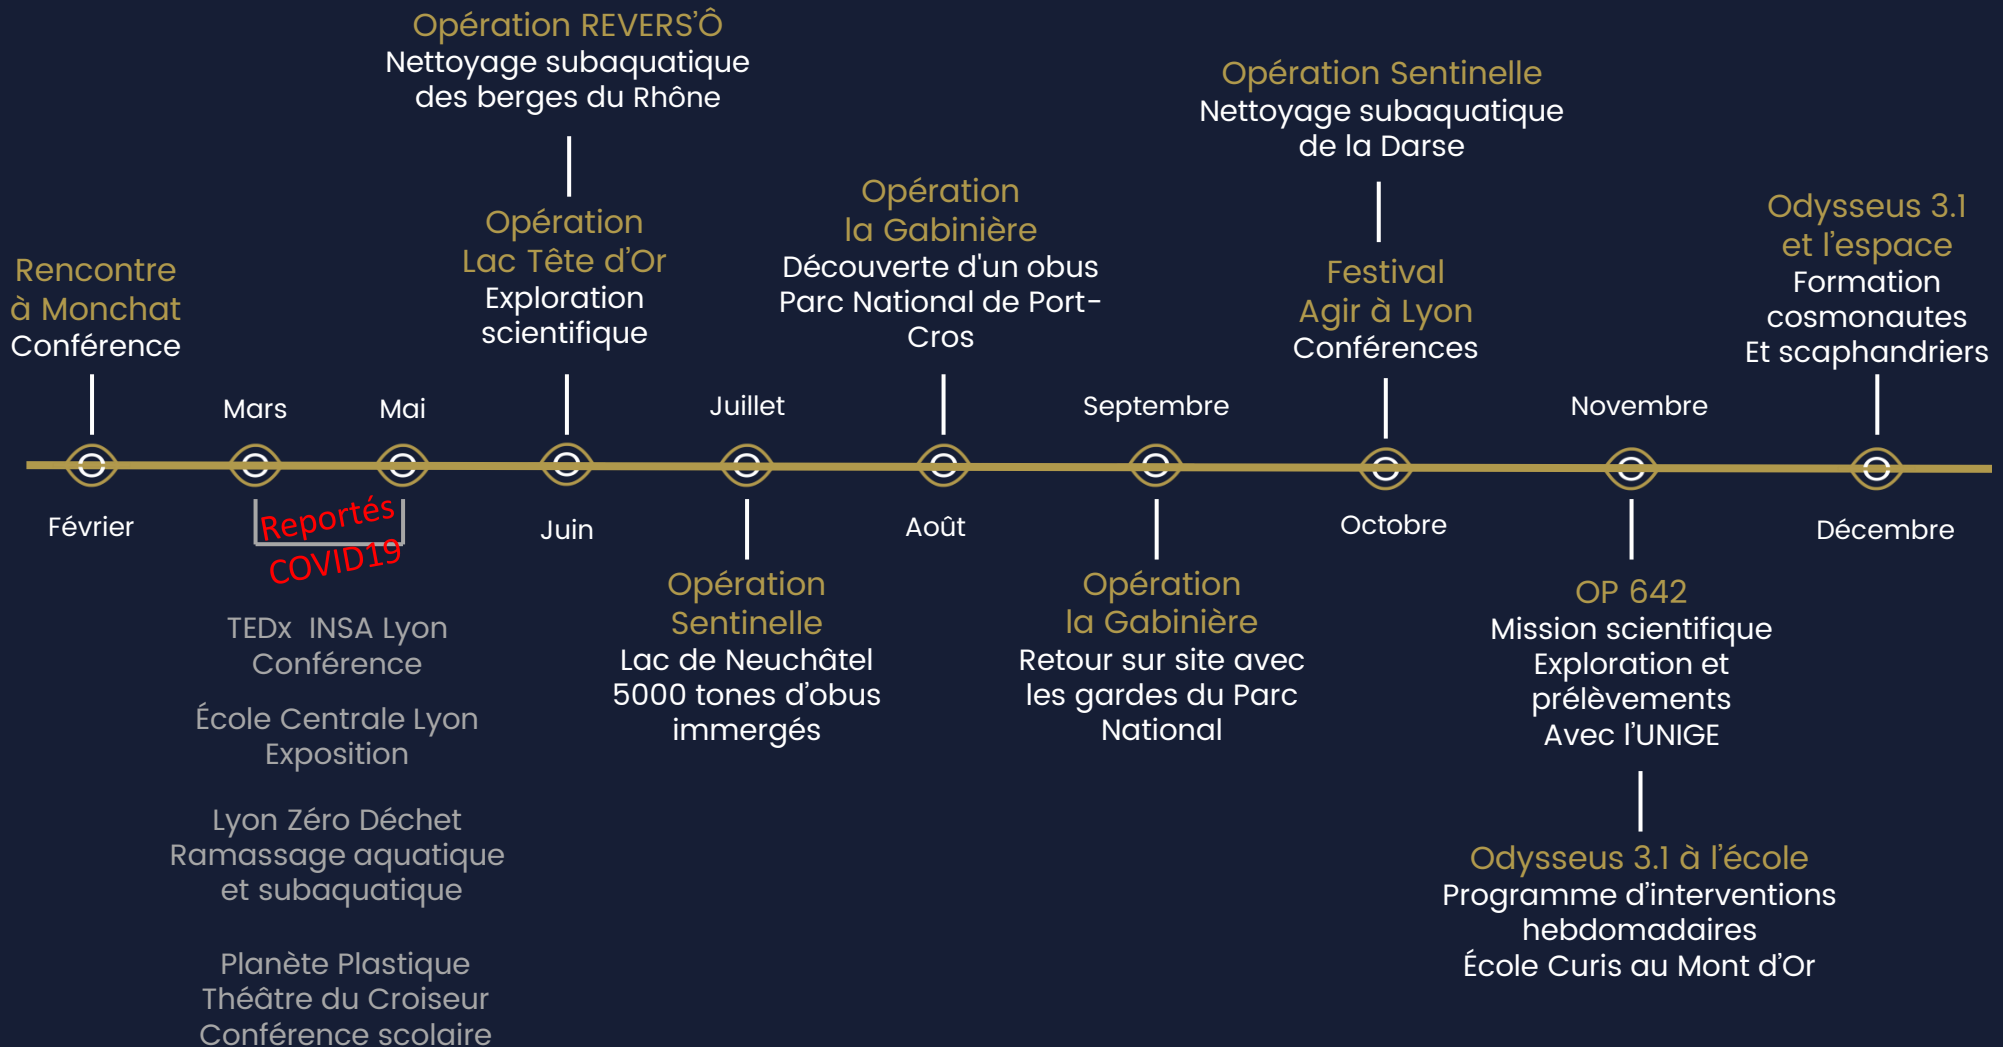 Opération REVERS'Ô
Nettoyage subaquatique
des berges du Rhône
Opération Sentinelle
Nettoyage subaquatique
de la Darse
Rencontre
à Monchat
Conférence
Opération
Lac Tête d'Or
Exploration
scientifique
Opération
la Gabinière
Découverte d'un obus
Parc National de Port-
Cros
Festival
Agir à Lyon
Conférences
Odysseus 3.1
et l'espace
Formation
cosmonautes
Et scaphandriers
Mars
Mai
Juillet
Septembre
Novembre
Février
Reportés
COVID19
Juin
Août
Octobre
Décembre
TEDx  INSA Lyon
Conférence
École Centrale Lyon
Exposition
Lyon Zéro Déchet
Ramassage aquatique
et subaquatique
Planète Plastique
Théâtre du Croiseur
Conférence scolaire
Opération
Sentinelle
Lac de Neuchâtel
5000 tones d'obus
immergés
Opération
la Gabinière
Retour sur site avec
les gardes du Parc
National
OP 642
Mission scientifique
Exploration et
prélèvements
Avec l'UNIGE
Odysseus 3.1 à l'école
Programme d'interventions
hebdomadaires
École Curis au Mont d'Or